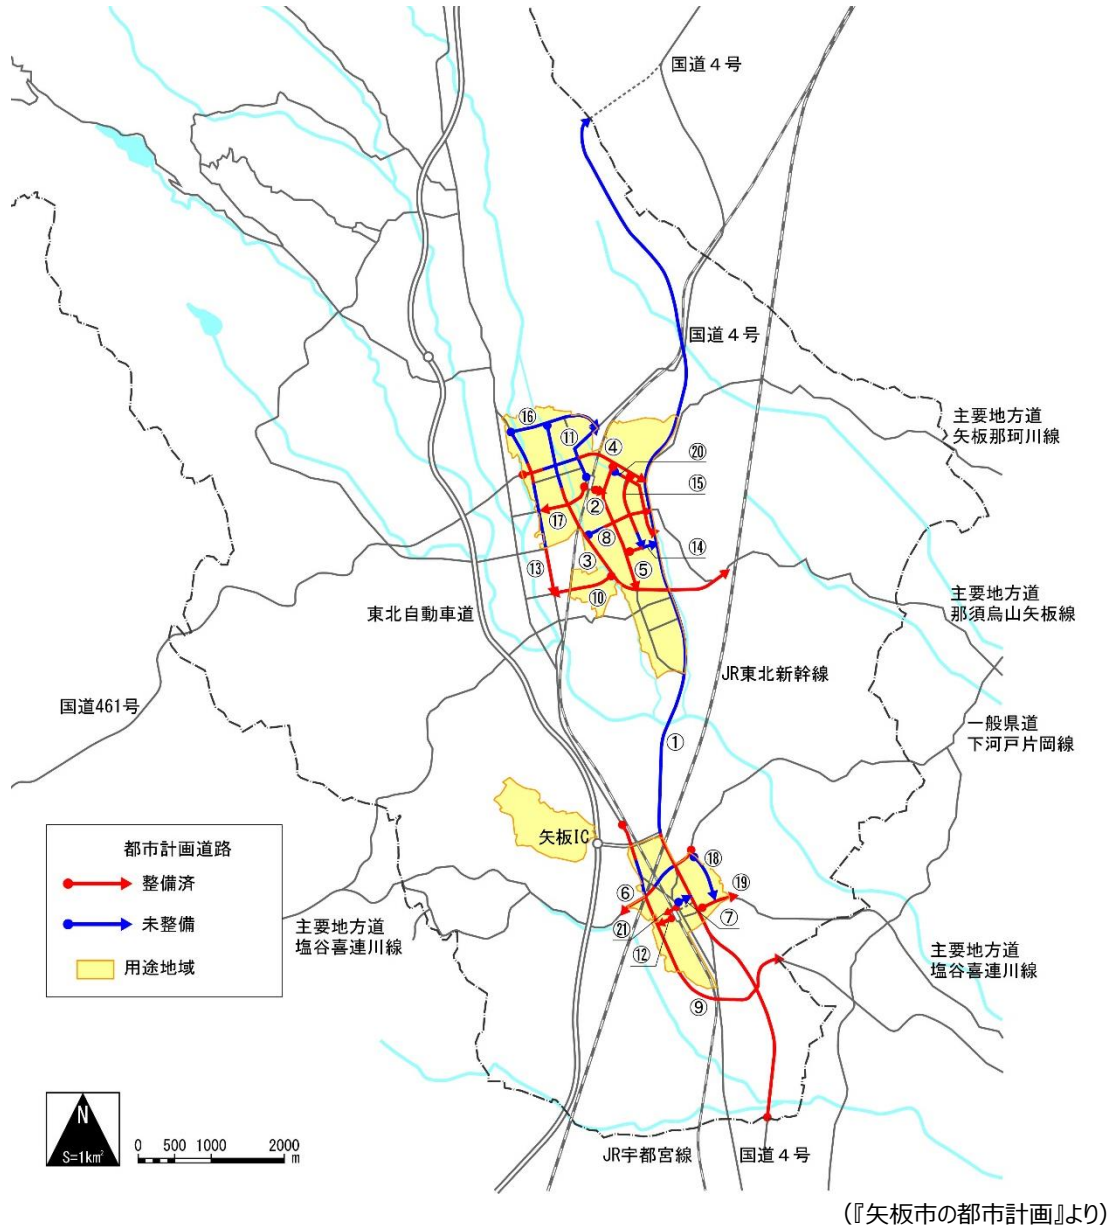 国道４号
国道４号
主要地方道
矢板那珂川線
⑯
⑪
④
⑳
⑮
②
⑰
⑧
⑭
③
⑬
⑤
⑩
主要地方道
那須烏山矢板線
東北自動車道
JR東北新幹線
国道461号
①
一般県道
下河戸片岡線
矢板IC
都市計画道路
整備済
未整備
用途地域
⑱
⑲
⑥
⑦
㉑
⑫
主要地方道
塩谷喜連川線
主要地方道
塩谷喜連川線
⑨
N
S=1k㎡
0 500 1000 2000
m
JR宇都宮線
国道４号
(『矢板市の都市計画』より)